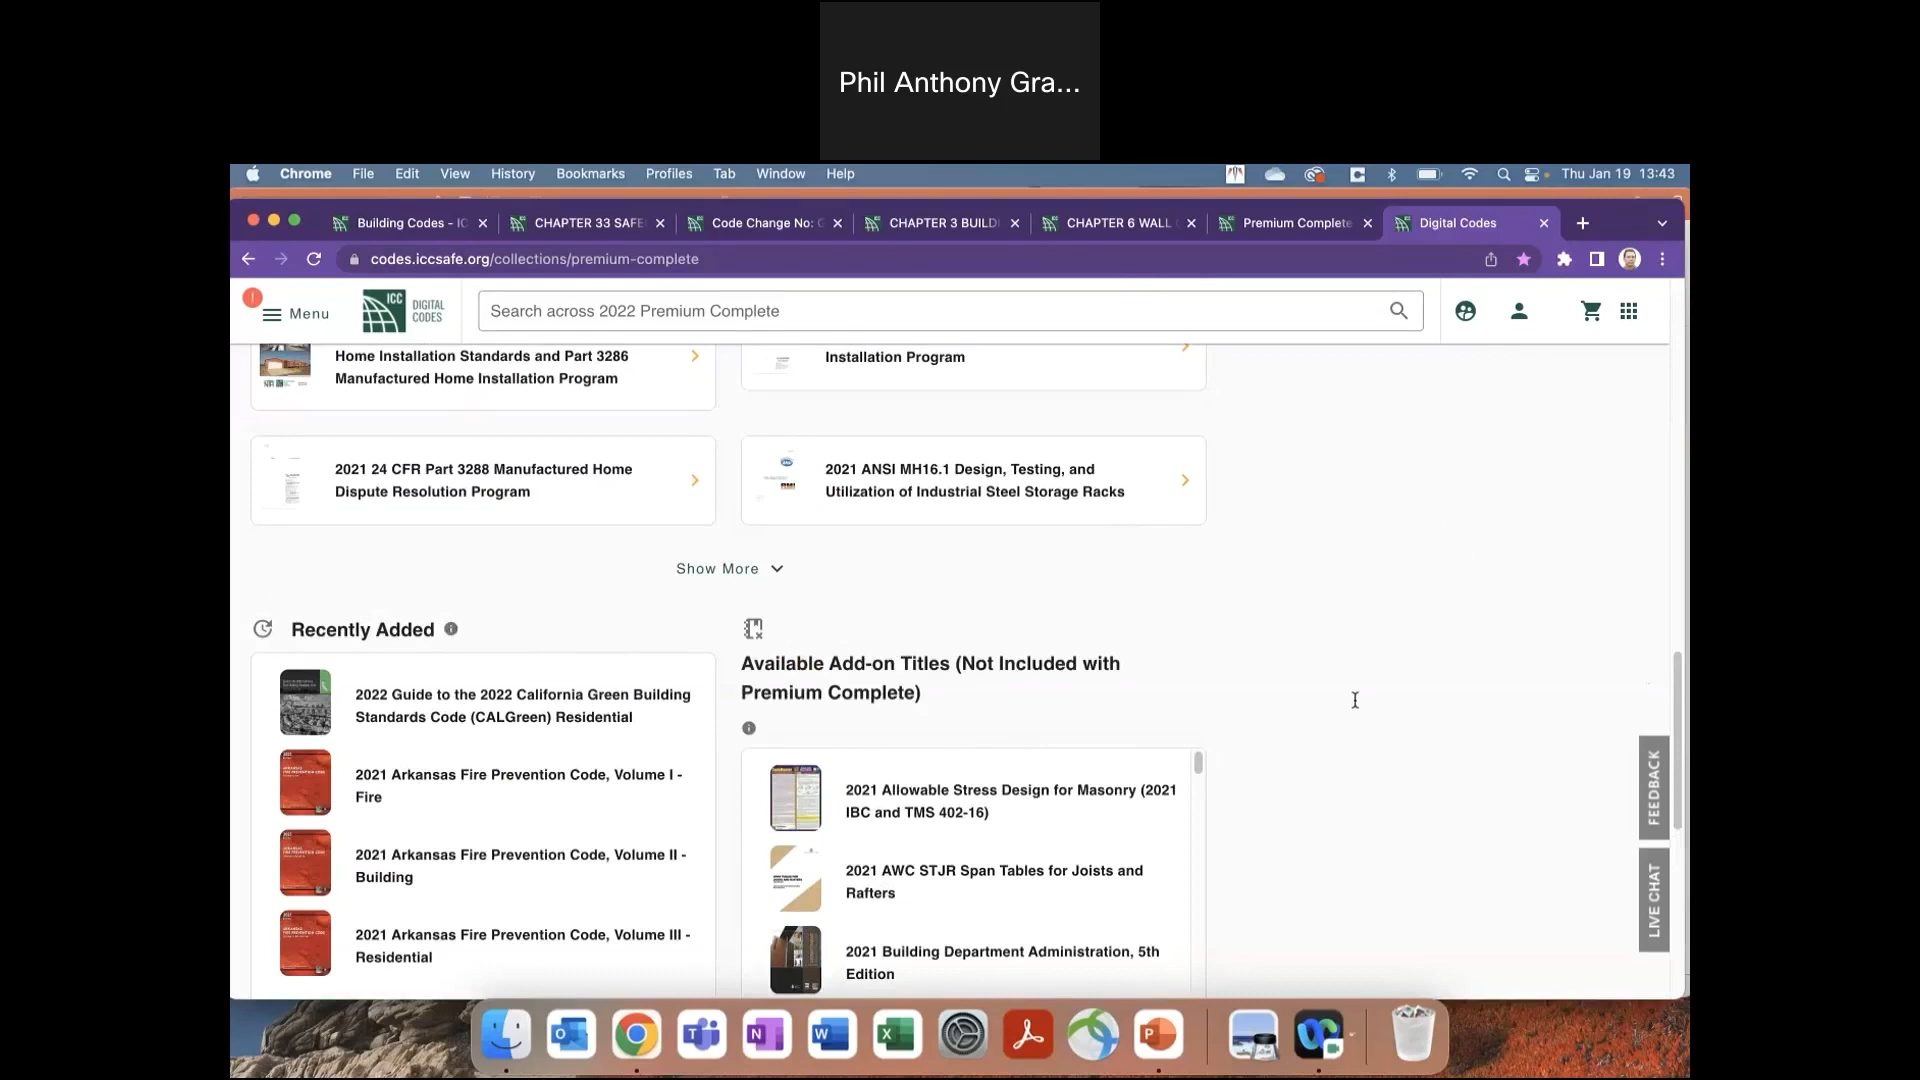 Phil Anthony Gra...
Chrome File Edit View History Bookmarks Profiles Tab Window Help Thu Jan 19 13:43
Building Codes - IC
CHAPTER 33 SAFE
Code Change No: G
CHAPTER 3 BUILD
CHAPTER 6 WALL
Premium Complete
Digital Codes
codes.iccsafe.org/collections/premium-complete
Menu
ICC
DIGITAL
CODES
Search across 2022 Premium Complete
Home Installation Standards and Part 3286
Manufactured Home Installation Program
Installation Program
2021 24 CFR Part 3288 Manufactured Home
Dispute Resolution Program
2021 ANSI MH16.1 Design, Testing, and
Utilization of Industrial Steel Storage Racks
Show More
Recently Added
2022 Guide to the 2022 California Green Building
Standards Code (CALGreen) Residential
2021 Arkansas Fire Prevention Code, Volume I -
Fire
2021 Arkansas Fire Prevention Code, Volume II -
Building
2021 Arkansas Fire Prevention Code, Volume III -
Residential
Available Add-on Titles (Not Included with
Premium Complete)
2021 Allowable Stress Design for Masonry (2021
IBC and TMS 402-16)
2021 AWC STJR Span Tables for Joists and
Rafters
2021 Building Department Administration, 5th
Edition
FEEDBACK
LIVE CHAT